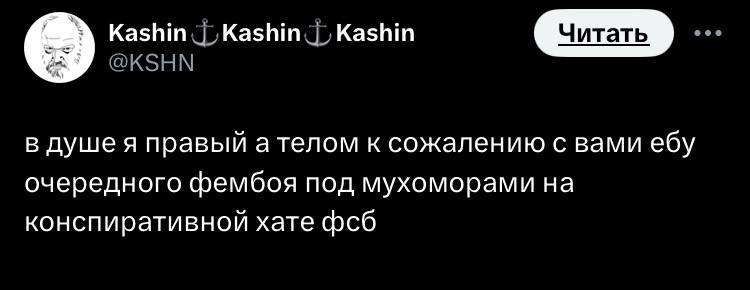 Kashin⚓Kashin⚓Kashin
Читать
@KSHN
в душе я правый а телом к сожалению с вами ебу
очередного фембоя под мухоморами на
конспиративной хате фсб